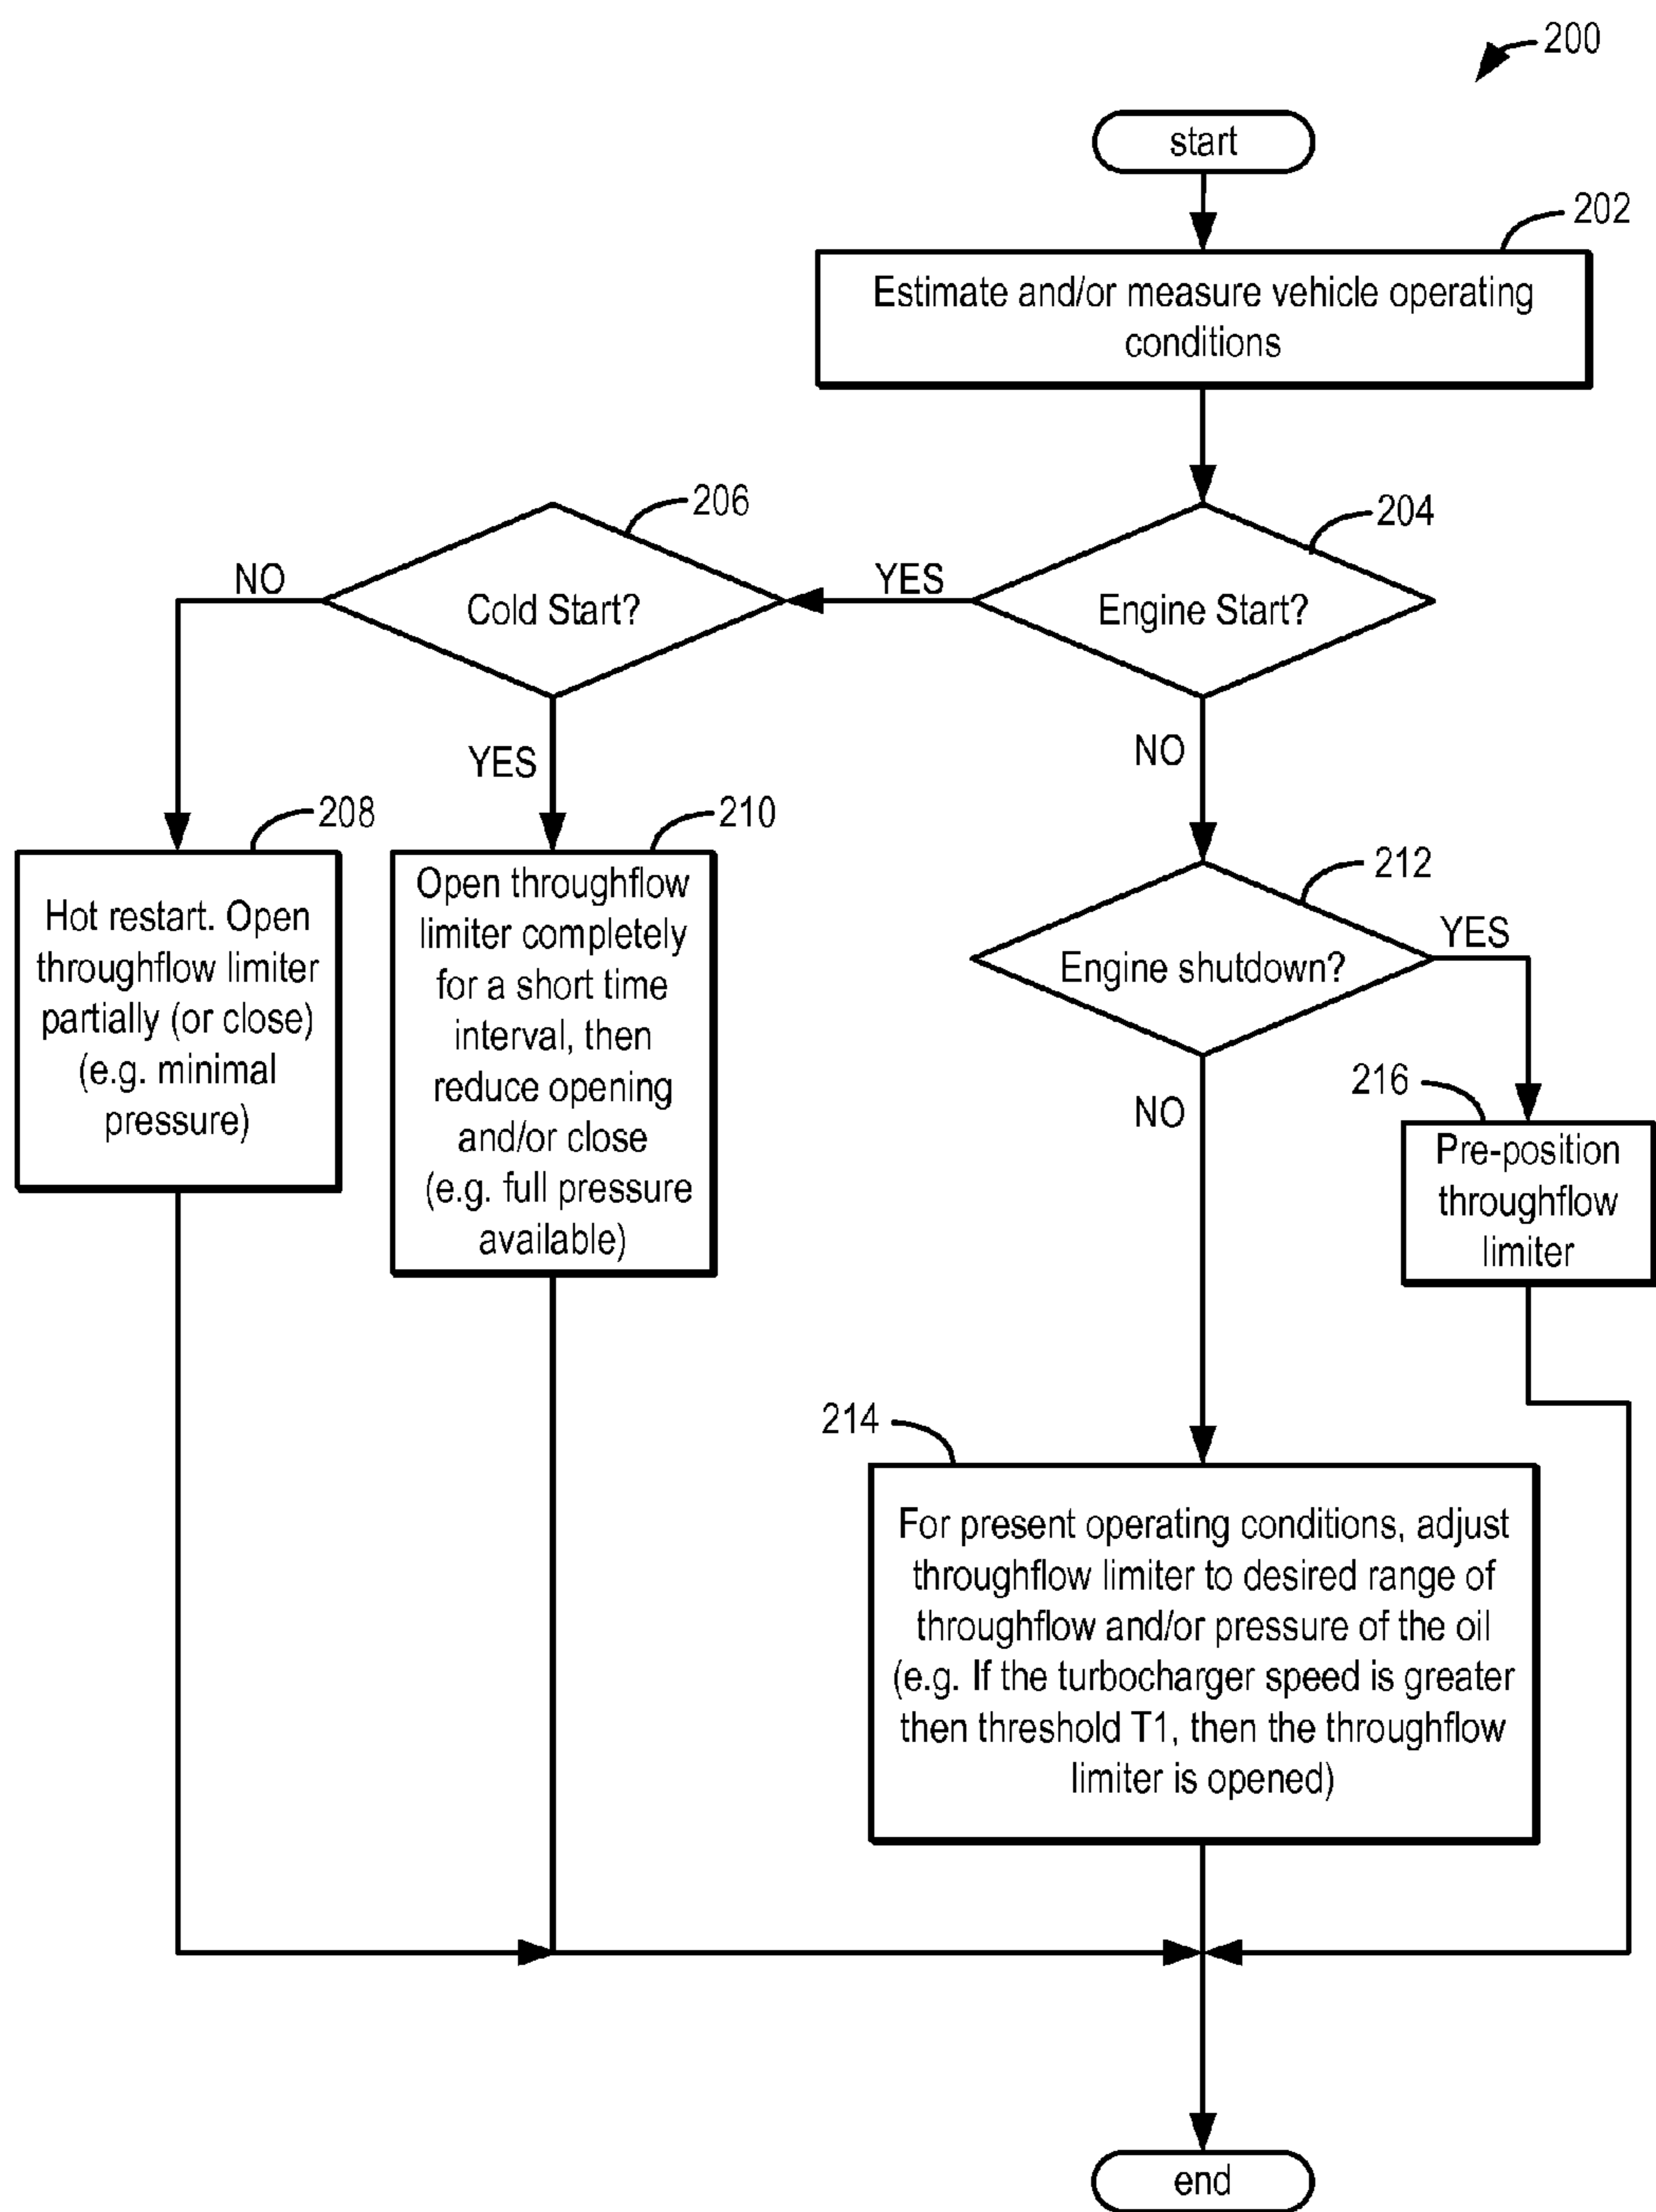 200
start
202
Estimate and/or measure vehicle operating
conditions
206
204
NO
Cold Start?
YES
Engine Start?
YES
NO
208
210
212
Hot restart. Open
throughflow limiter
partially (or close)
(e.g. minimal
pressure)
Open throughflow
limiter completely
for a short time
interval, then
reduce opening
and/or close
(e.g. full pressure
available)
Engine shutdown?
YES
NO
216
Pre-position
throughflow
limiter
214
For present operating conditions, adjust
throughflow limiter to desired range of
throughflow and/or pressure of the oil
(e.g. If the turbocharger speed is greater
then threshold T1, then the throughflow
limiter is opened)
end